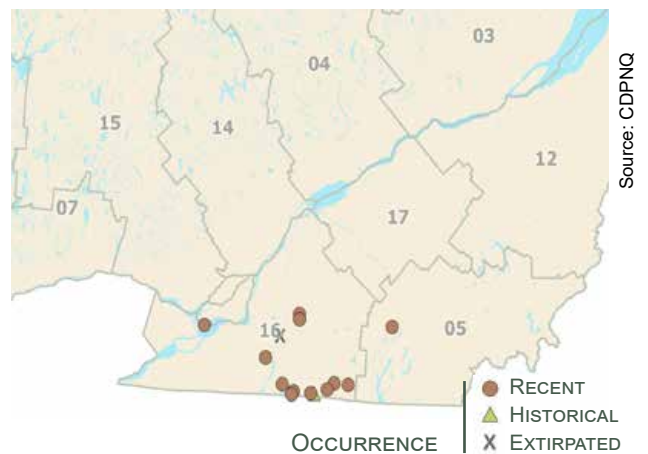 03
04
15
14
12
07
17
16
05
Source: CDPNQ
OCCURRENCE
RECENT
HISTORICAL
EXTIRPATED